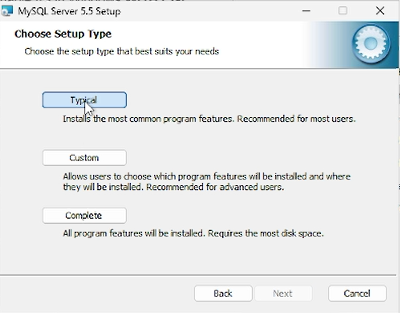 MySQL Server 5.5 Setup
Choose Setup Type
Choose the setup type that best suits your needs
Typical
Installs the most common program features. Recommended for most users.
Custom
Allows users to choose which program features will be installed and where
they will be installed. Recommended for advanced users.
Complete
All program features will be installed. Requires the most disk space.
Back
Next
Cancel